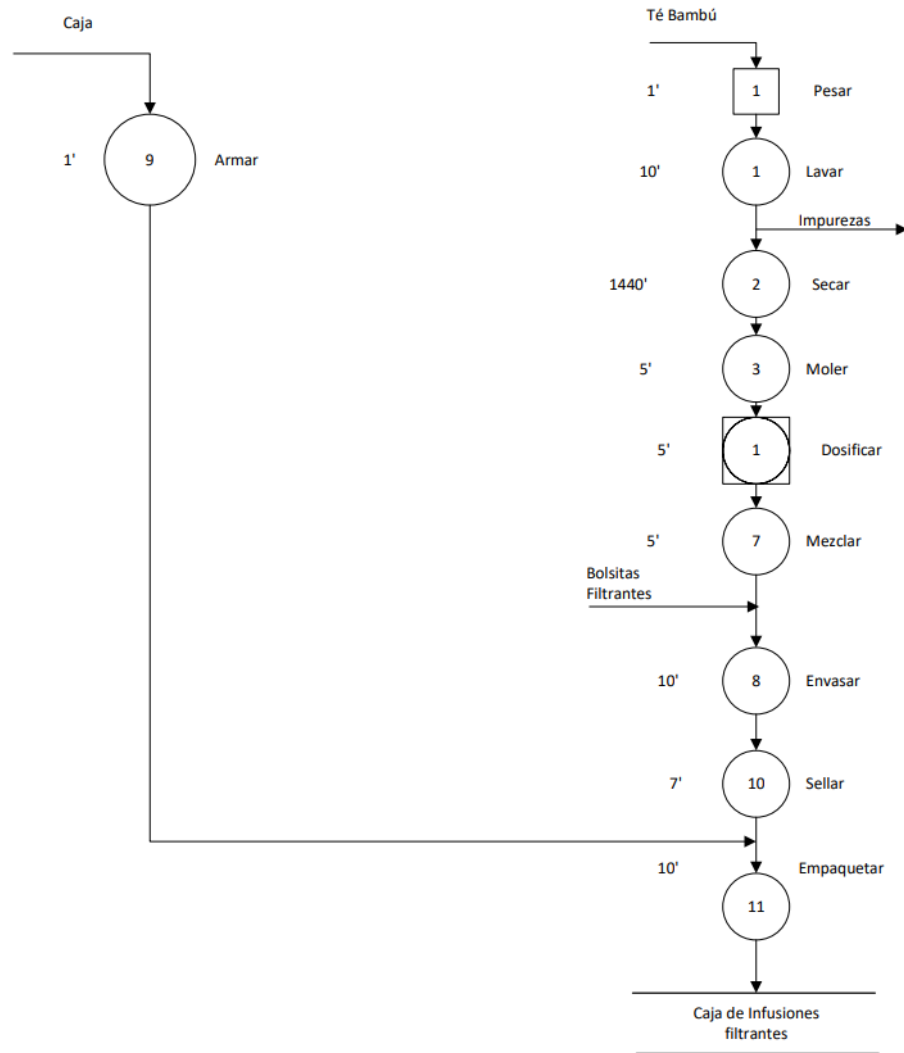 Caja
Té Bambú
1'
1
Pesar
1'
9
Armar
10'
1
Lavar
Impurezas
1440'
2
Secar
5'
3
Moler
5'
1
Dosificar
5'
7
Mezclar
Bolsitas
Filtrantes
10'
8
Envasar
7'
10
Sellar
10'
Empaquetar
11
Caja de Infusiones
filtrantes